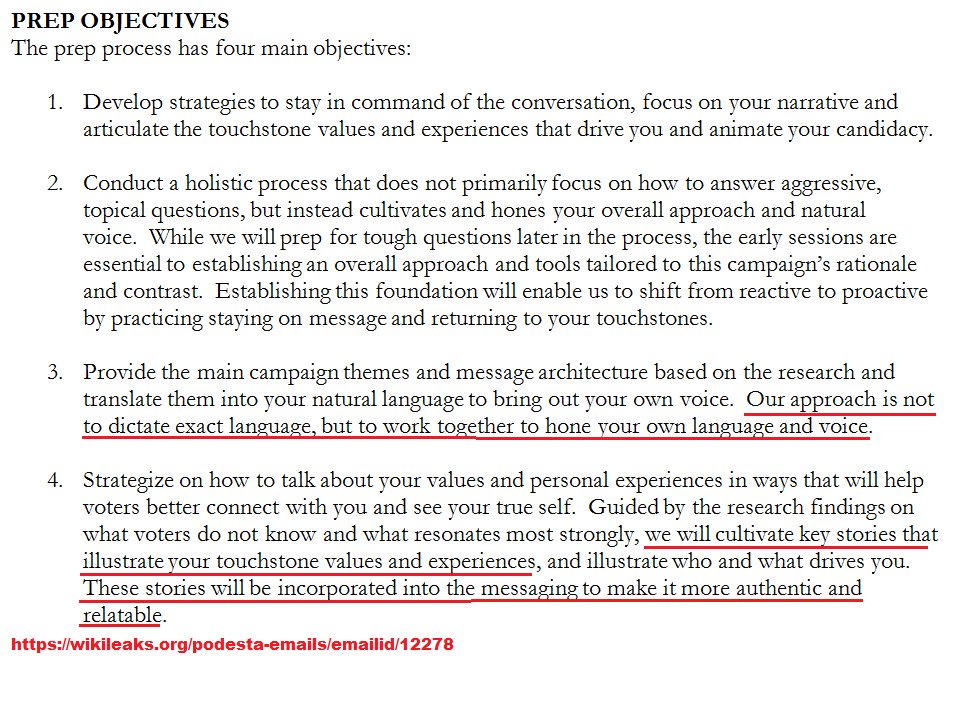 PREP OBJECTIVES
The prep process has four main objectives:
1. Develop strategies to stay in command of the conversation, focus on your narrative and
articulate the touchstone values and experiences that drive you and animate your candidacy.
2. Conduct a holistic process that does not primarily focus on how to answer aggressive,
topical questions, but instead cultivates and hones your overall approach and natural
voice. While we will prep for tough questions later in the process, the early sessions are
essential to establishing an overall approach and tools tailored to this campaign's rationale
and contrast. Establishing this foundation will enable us to shift from reactive to proactive
by practicing staying on message and returning to your touchstones.
3. Provide the main campaign themes and message architecture based on the research and
translate them into your natural language to bring out your own voice. Our approach is not
to dictate exact language, but to work together to hone your own language and voice.
4. Strategize on how to talk about your values and personal experiences in ways that will help
voters better connect with you and see your true self. Guided by the research findings on
what voters do not know and what resonates most strongly, we will cultivate key stories that
illustrate your touchstone values and experiences, and illustrate who and what drives you.
These stories will be incorporated into the messaging to make it more authentic and
relatable.
https://wikileaks.org/podesta-emails/emailid/12278